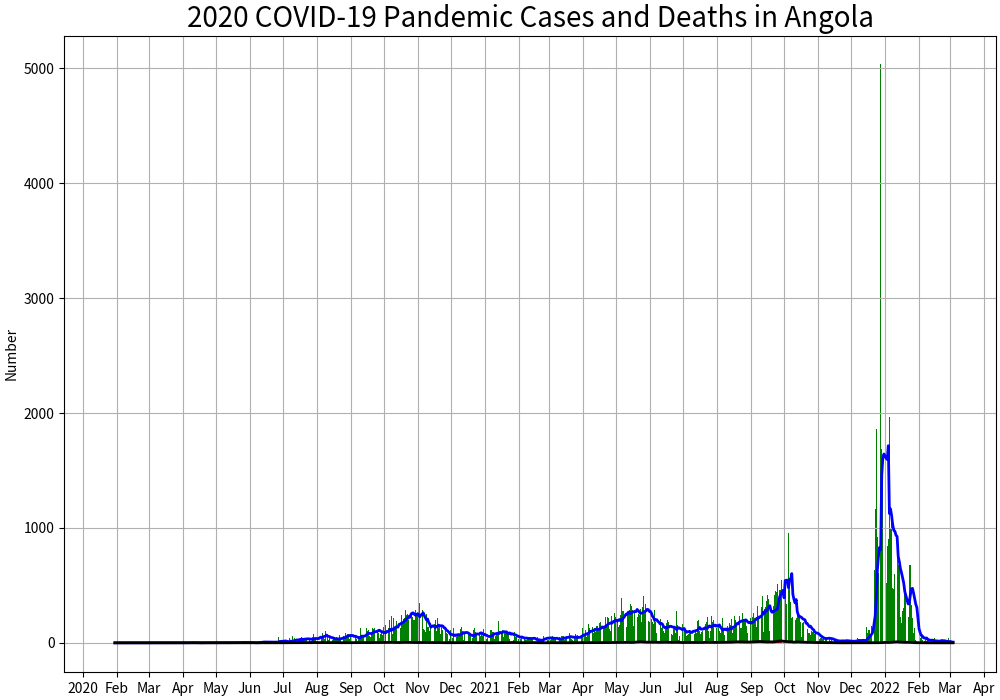 2020 COVID-19 Pandemic Cases and Deaths in Angola
Number
5000
4000
3000
2000
1000
0
2020 Feb Mar Apr May Jun Jul Aug Sep Oct Nov Dec 2021 Feb Mar Apr May Jun Jul Aug Sep Oct Nov Dec 2022 Feb Mar Apr